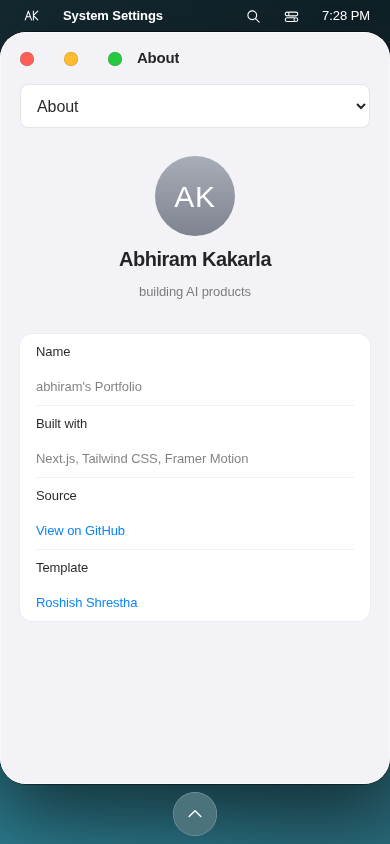 AK System Settings 7:28 PM
About
About
AK
Abhiram Kakarla
building AI products
Name
abhiram's Portfolio
Built with
Next.js, Tailwind CSS, Framer Motion
Source
View on GitHub
Template
Roshish Shrestha